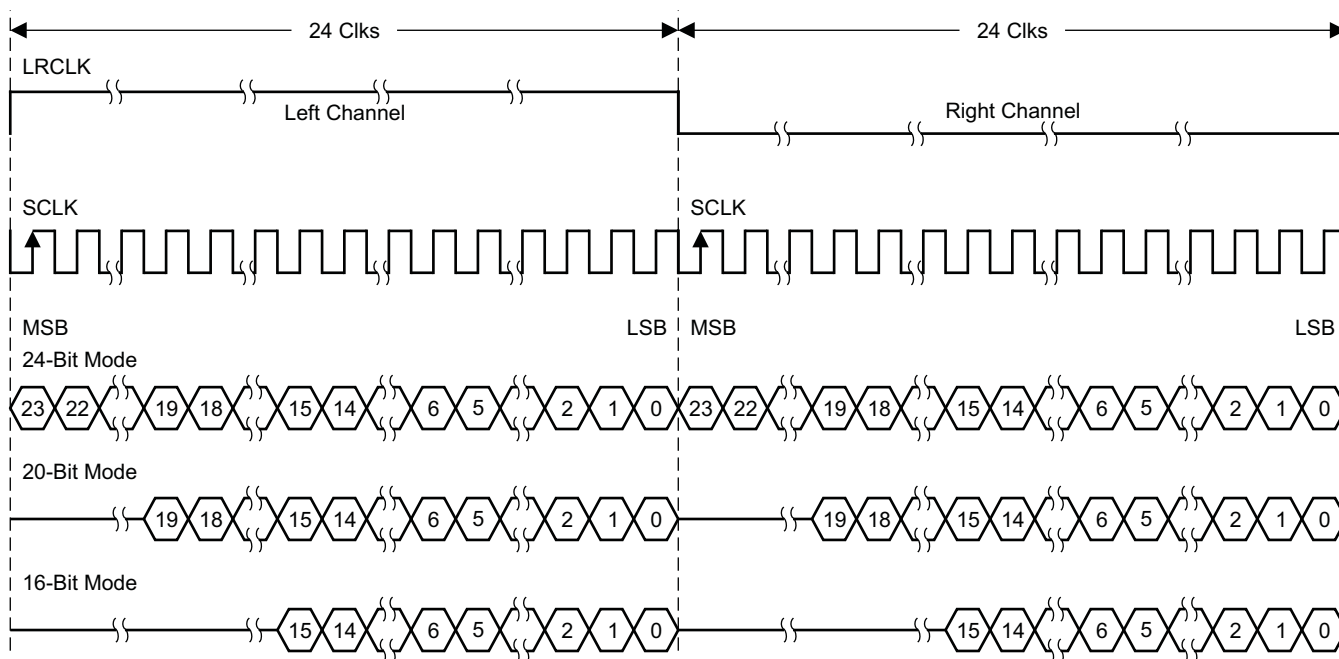 24 Clks 24 Clks
LRCLK
Left Channel Right Channel
SCLK SCLK
MSB LSB MSB LSB
24-Bit Mode
23 22 19 18 15 14 6 5 2 1 0 23 22 19 18 15 14 6 5 2 1 0
20-Bit Mode
19 18 15 14 6 5 2 1 0 19 18 15 14 6 5 2 1 0
16-Bit Mode
15 14 6 5 2 1 0 15 14 6 5 2 1 0